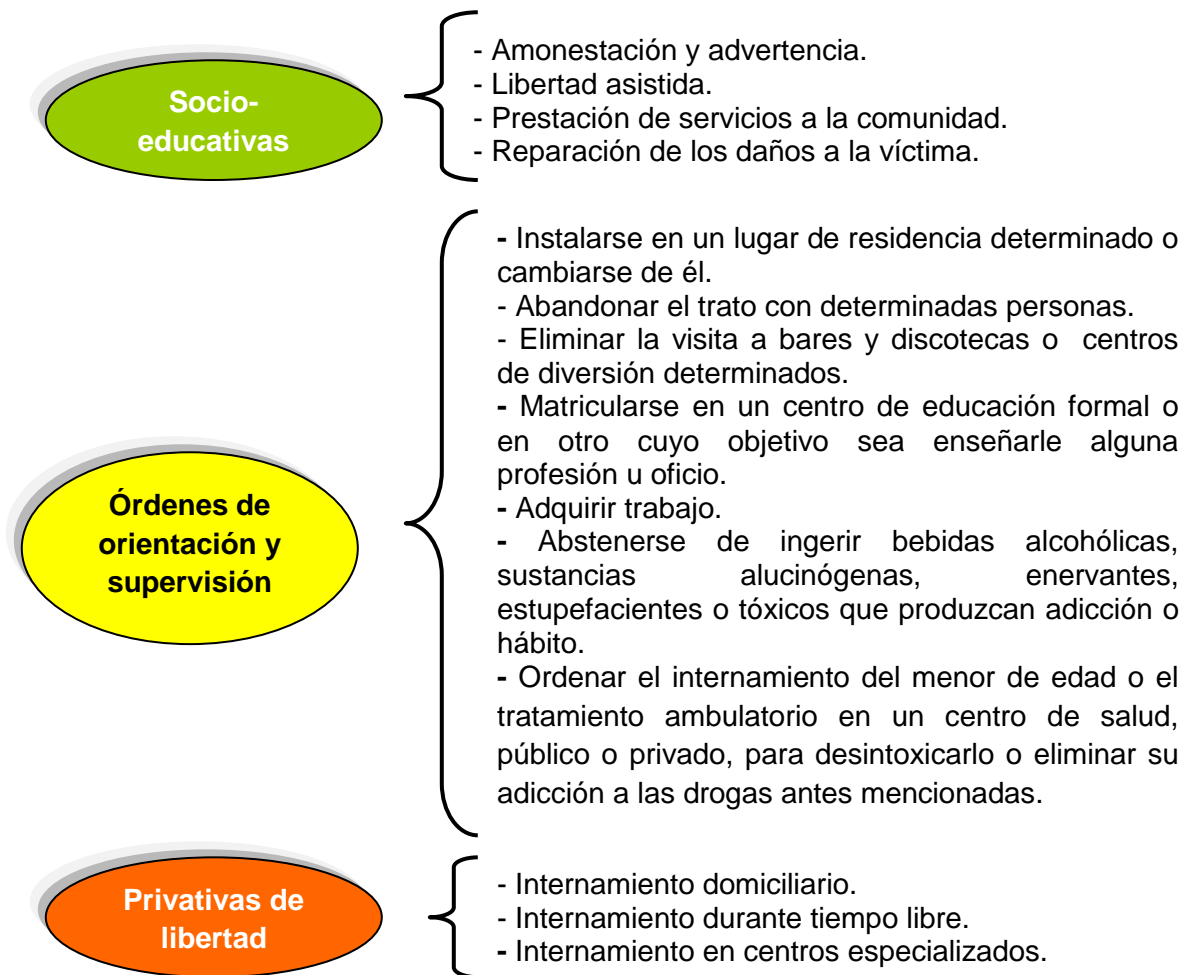 Socio-
educativas
- Amonestación y advertencia.
- Libertad asistida.
- Prestación de servicios a la comunidad.
- Reparación de los daños a la víctima.
Órdenes de
orientación y
supervisión
- Instalarse en un lugar de residencia determinado o
cambiarse de él.
- Abandonar el trato con determinadas personas.
- Eliminar la visita a bares y discotecas o centros
de diversión determinados.
- Matricularse en un centro de educación formal o
en otro cuyo objetivo sea enseñarle alguna
profesión u oficio.
- Adquirir trabajo.
- Abstenerse de ingerir bebidas alcohólicas,
sustancias alucinógenas, enervantes,
estupefacientes o tóxicos que produzcan adicción o
hábito.
- Ordenar el internamiento del menor de edad o el
tratamiento ambulatorio en un centro de salud,
público o privado, para desintoxicarlo o eliminar su
adicción a las drogas antes mencionadas.
Privativas de
libertad
- Internamiento domiciliario.
- Internamiento durante tiempo libre.
- Internamiento en centros especializados.